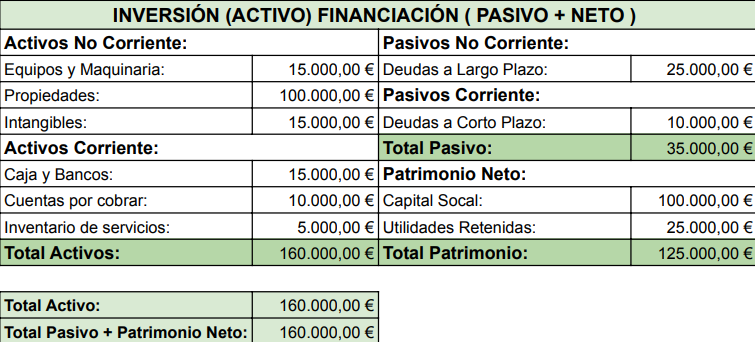 INVERSIÓN (ACTIVO) FINANCIACIÓN ( PASIVO + NETO )
Activos No Corriente: Pasivos No Corriente:
Equipos y Maquinaria: 15.000,00 € Deudas a Largo Plazo: 25.000,00 €
Propiedades: 100.000,00 € Pasivos Corriente:
Intangibles: 15.000,00 € Deudas a Corto Plazo: 10.000,00 €
Activos Corriente: Total Pasivo: 35.000,00 €
Caja y Bancos: 15.000,00 € Patrimonio Neto:
Cuentas por cobrar: 10.000,00 € Capital Socal: 100.000,00 €
Inventario de servicios: 5.000,00 € Utilidades Retenidas: 25.000,00 €
Total Activos: 160.000,00 € Total Patrimonio: 125.000,00 €
Total Activo: 160.000,00 €
Total Pasivo + Patrimonio Neto: 160.000,00 €